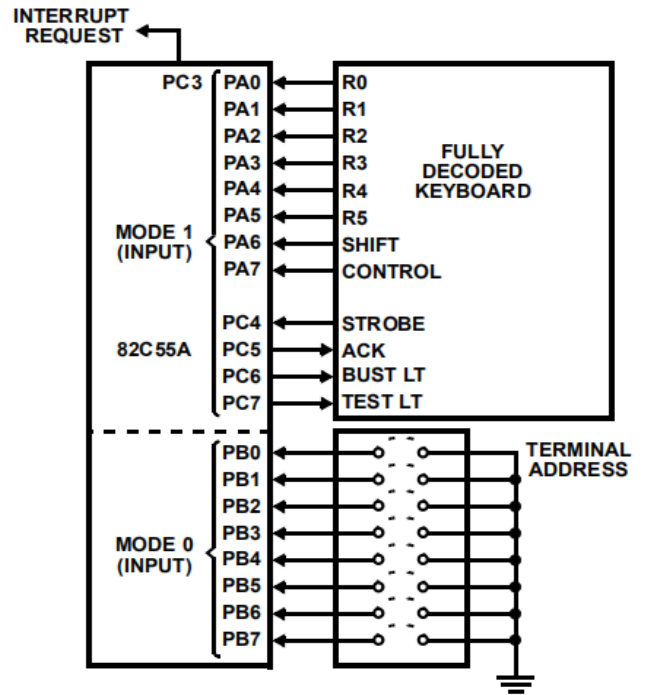 INTERRUPT
REQUEST
PC3 PA0 R0
PA1 R1
PA2 R2
PA3 R3
PA4 R4
PA5 R5
PA6 SHIFT
PA7 CONTROL
MODE 1
(INPUT)
FULLY
DECODED
KEYBOARD
PC4 STROBE
82C55A PC5 ACK
PC6 BUST LT
PC7 TEST LT
PB0
PB1
PB2
PB3
PB4
PB5
PB6
PB7
MODE 0
(INPUT)
TERMINAL
ADDRESS